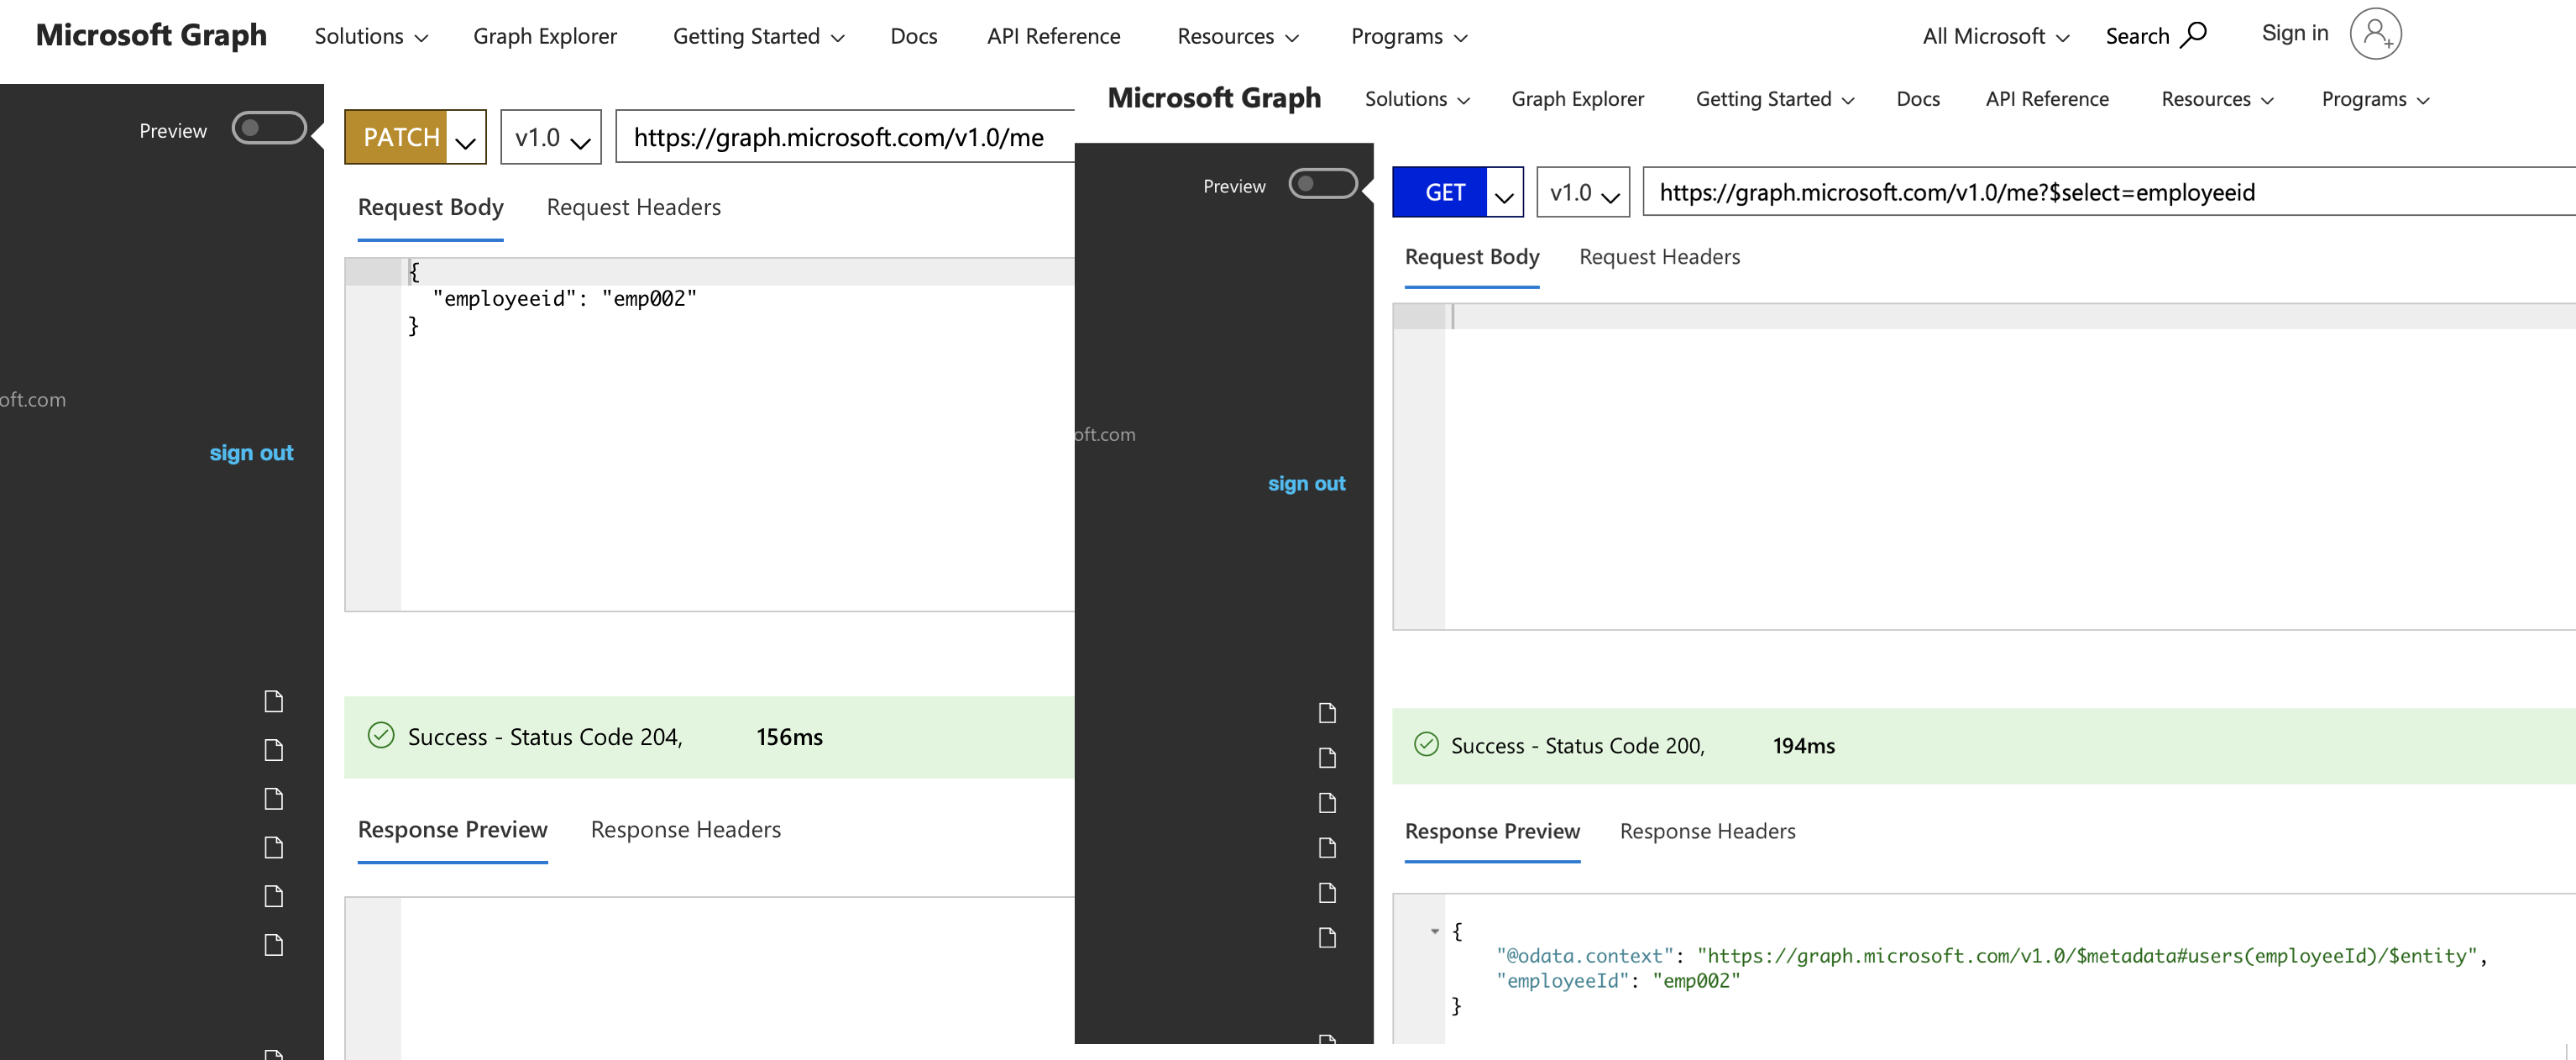 Microsoft Graph Solutions Graph Explorer Getting Started Docs API Reference Resources Programs All Microsoft Search Sign in
Preview
oft.com
sign out
PATCH v1.0 https://graph.microsoft.com/v1.0/me
Request Body Request Headers
{
"employeeid": "emp002"
}
Success - Status Code 204, 156ms
Response Preview Response Headers
Microsoft Graph Solutions Graph Explorer Getting Started Docs API Reference Resources Programs
Preview
oft.com
sign out
GET v1.0 https://graph.microsoft.com/v1.0/me?$select=employeeid
Request Body Request Headers
Success - Status Code 200, 194ms
Response Preview Response Headers
{
"@odata.context": "https://graph.microsoft.com/v1.0/$metadata#users(employeeId)/$entity",
"employeeId": "emp002"
}